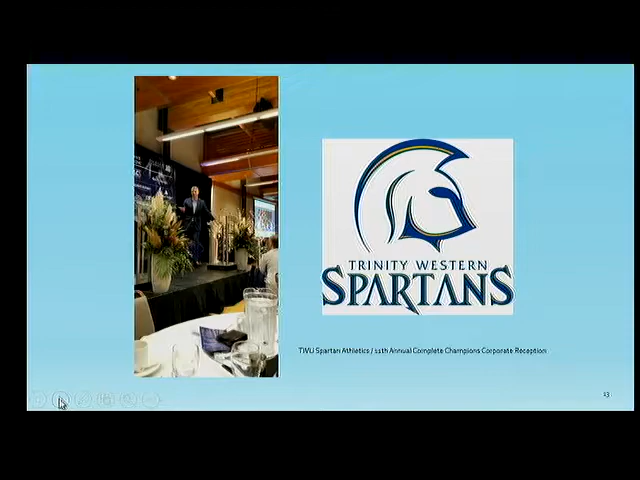 TRINITY WESTERN
SPARTANS
TWU Spartan Athletics / 11th Annual Complete Champions Corporate Reception
13